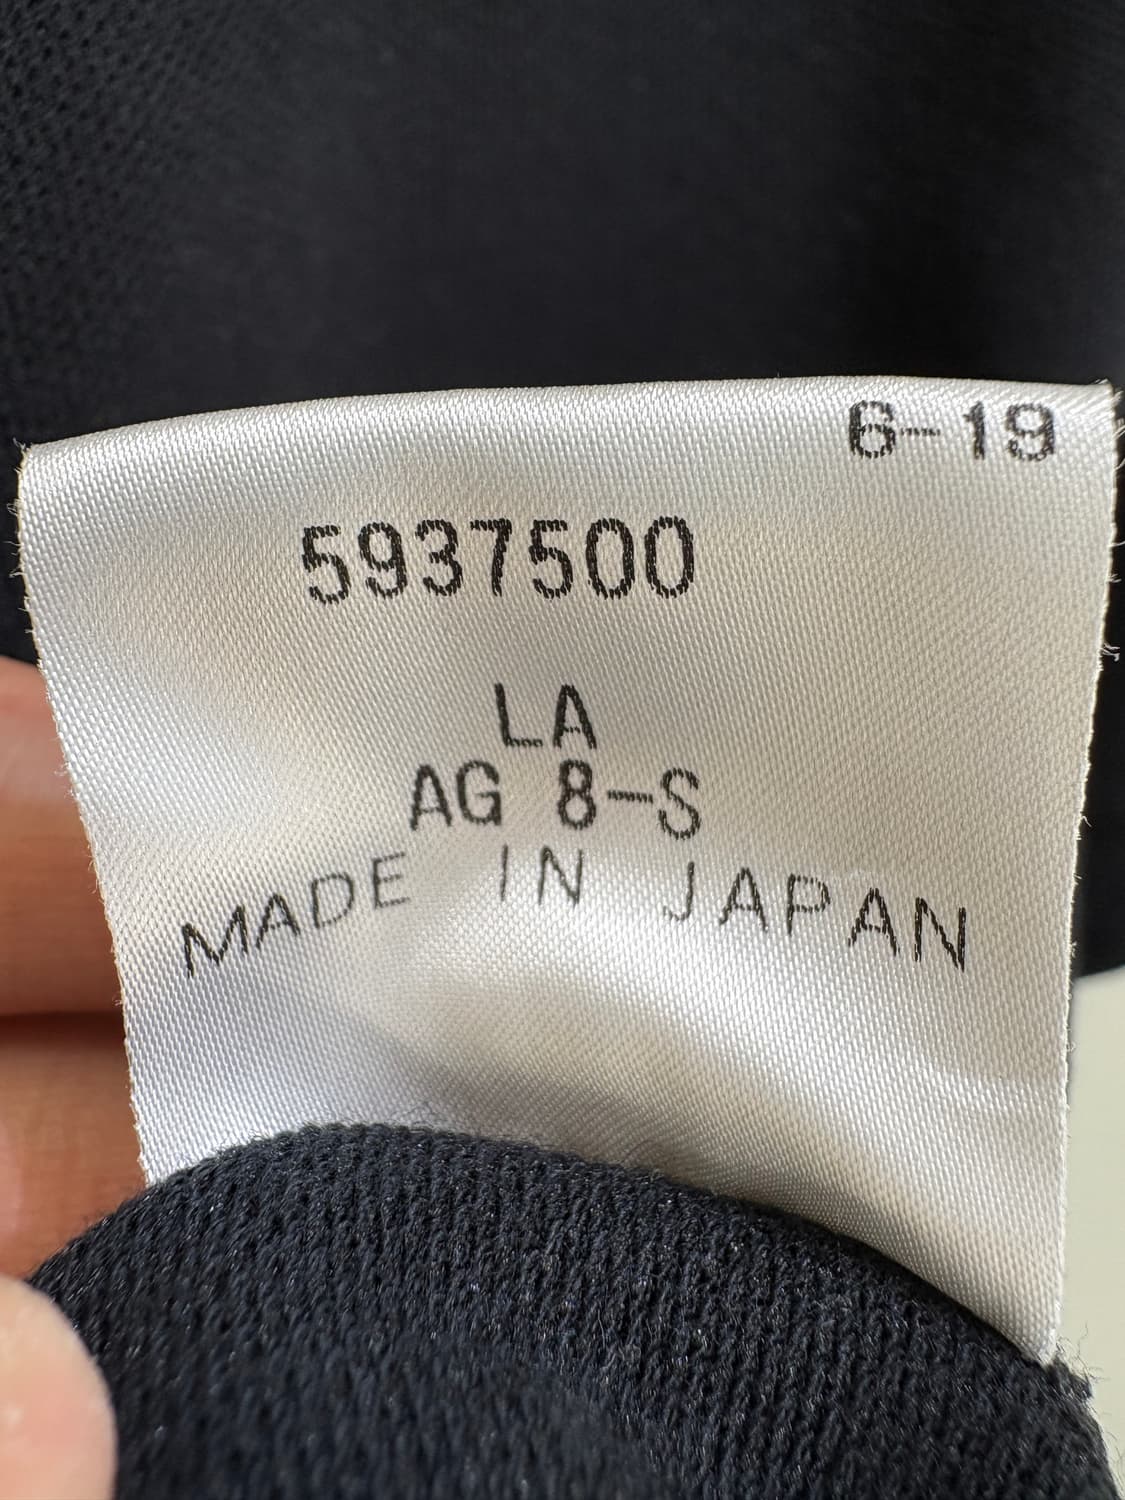 6-19
5937500
LA
AG 8-S
MADE IN JAPAN